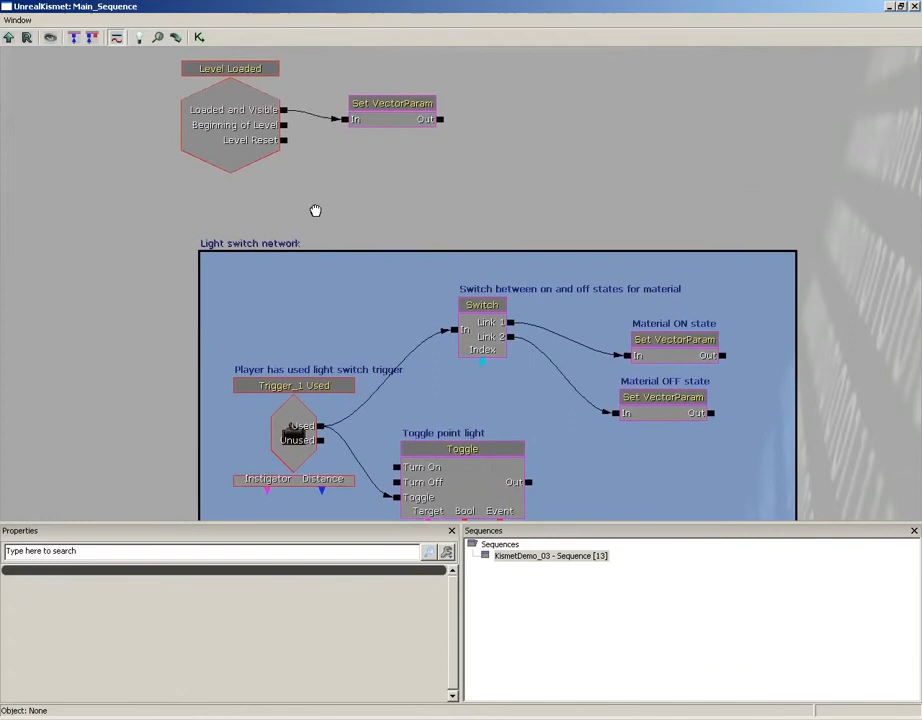 UnrealKismet: Main_Sequence
Window
Level Loaded
Loaded and Visible
Beginning of Level
Level Reset
Set VectorParam
In Out
Light switch network
Switch between on and off states for material
Switch
In
Link 1
Link 2
Index
Material ON state
Set VectorParam
In Out
Material OFF state
Set VectorParam
In Out
Player has used light switch trigger
Trigger_1 Used
Used
Unused
Instigator Distance
Toggle point light
Toggle
Turn On
Turn Off
Toggle
Out
Target Bool Event
Properties
Type here to search
Sequences
Sequences
KismetDemo_03 - Sequence [13]
Object: None